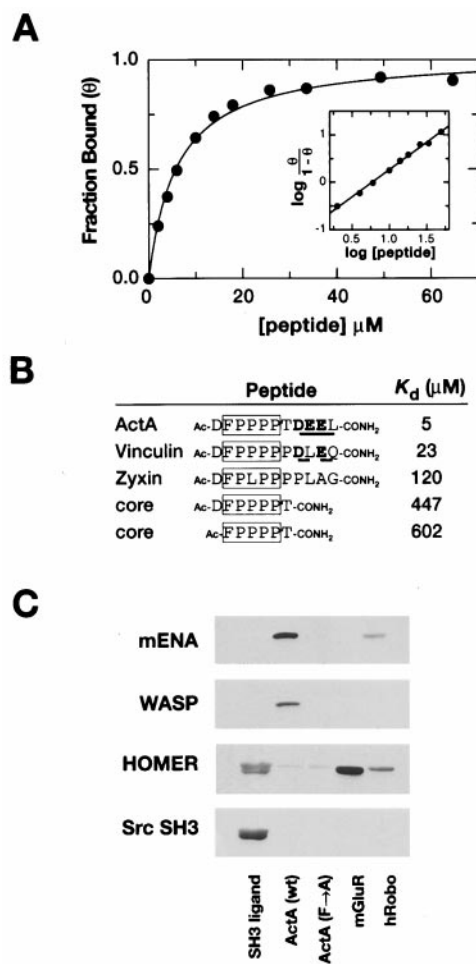 A
Fraction Bound (θ)
1.0
0.5
0.0
0
20
40
60
[peptide] µM
log θ / 1 - θ
1
0
-1
0.5
1.0
1.5
log [peptide]
B
Peptide Kd (µM)
ActA Ac-DFPPPPTDEEL-CONH2 5
Vinculin Ac-DFPPPPPDLEQ-CONH2 23
Zyxin Ac-DFPLPPPPLAG-CONH2 120
core Ac-DFPPPPT-CONH2 447
core Ac-FPPPPT-CONH2 602
C
mENA
WASP
HOMER
Src SH3
SH3 ligand
ActA (wt)
ActA (F→A)
mGluR
hRobo